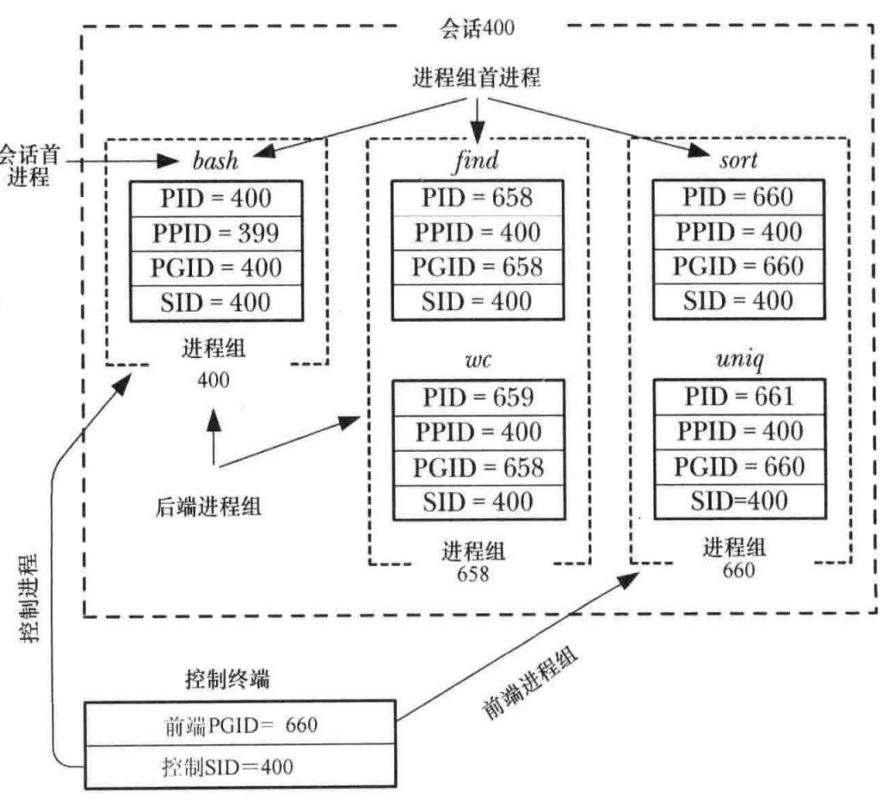 会话400
进程组首进程
会话首
进程
bash
PID = 400
PPID = 399
PGID = 400
SID = 400
进程组
400
find
PID = 658
PPID = 400
PGID = 658
SID = 400
wc
PID = 659
PPID = 400
PGID = 658
SID = 400
进程组
658
sort
PID = 660
PPID = 400
PGID = 660
SID = 400
uniq
PID = 661
PPID = 400
PGID = 660
SID=400
进程组
660
后端进程组
控制进程
前端进程组
控制终端
前端PGID= 660
控制SID=400